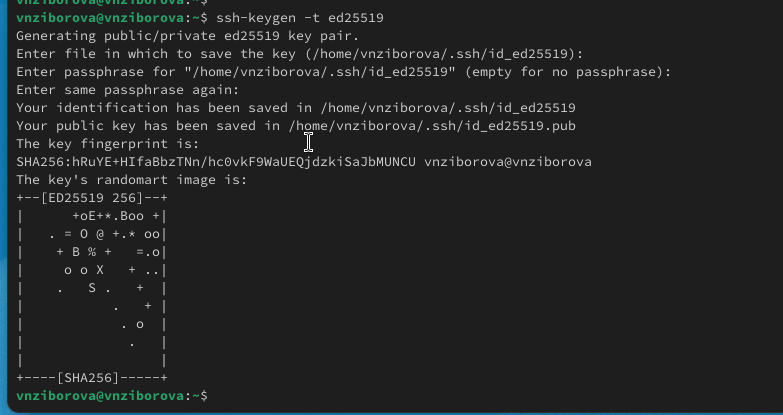 vnziborova@vnziborova:~$
vnziborova@vnziborova:~$ ssh-keygen -t ed25519
Generating public/private ed25519 key pair.
Enter file in which to save the key (/home/vnziborova/.ssh/id_ed25519):
Enter passphrase for "/home/vnziborova/.ssh/id_ed25519" (empty for no passphrase):
Enter same passphrase again:
Your identification has been saved in /home/vnziborova/.ssh/id_ed25519
Your public key has been saved in /home/vnziborova/.ssh/id_ed25519.pub
The key fingerprint is:
SHA256:hRuYE+HIfaBbzTNn/hc0vkF9WaUEQjdzkiSaJbMUNCU vnziborova@vnziborova
The key's randomart image is:
+--[ED25519 256]--+
|      +oE+*.Boo +|
|   . = O @ +.* oo|
|    + B % +   =.o|
|     o o X   + ..|
|    .   S .   +  |
|           .   + |
|            . o  |
|             .   |
|                 |
+----[SHA256]-----+
vnziborova@vnziborova:~$